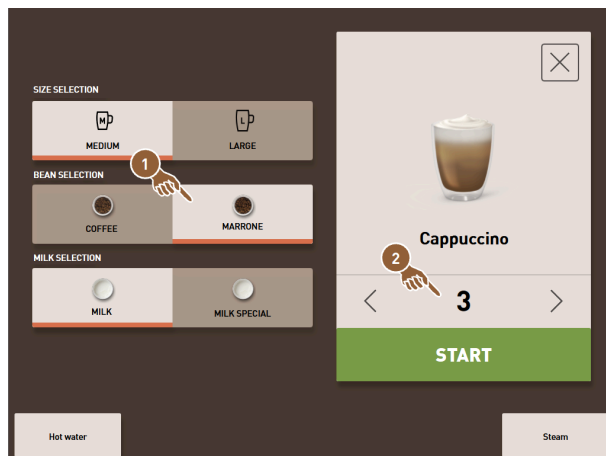 SIZE SELECTION
M
MEDIUM
L
LARGE
1
BEAN SELECTION
COFFEE
MARRONE
MILK SELECTION
MILK
MILK SPECIAL
Cappuccino
2
3
START
Hot water
Steam